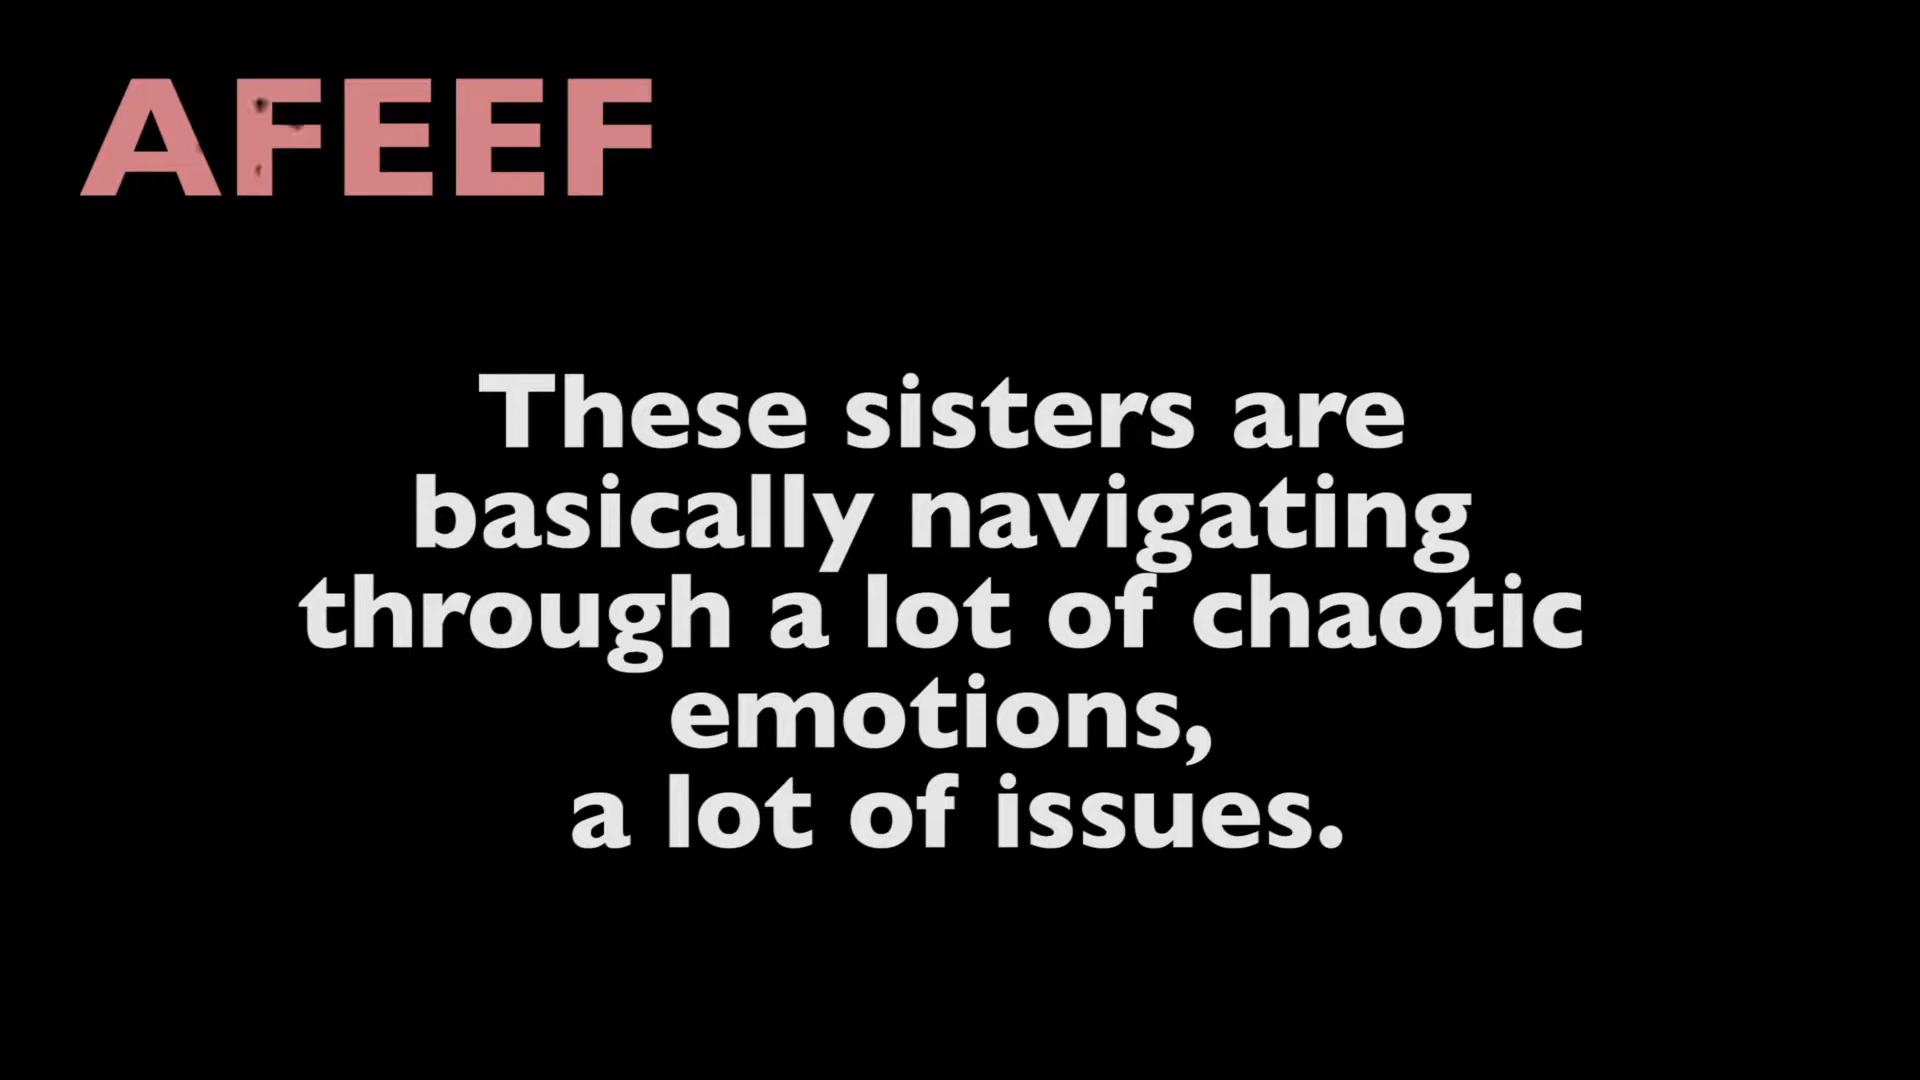 AFEEF
These sisters are
basically navigating
through a lot of chaotic
emotions,
a lot of issues.